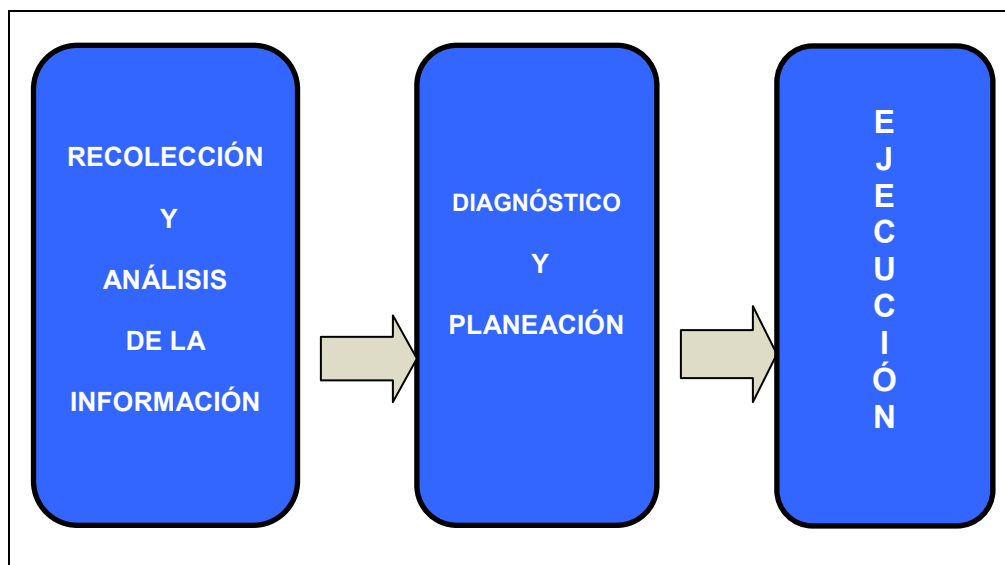 RECOLECCIÓN
Y
ANÁLISIS
DE LA
INFORMACIÓN
DIAGNÓSTICO
Y
PLANEACIÓN
E
J
E
C
U
C
I
Ó
N